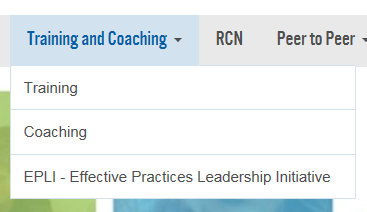 Training and Coaching RCN Peer to Peer
Training
Coaching
EPLI - Effective Practices Leadership Initiative